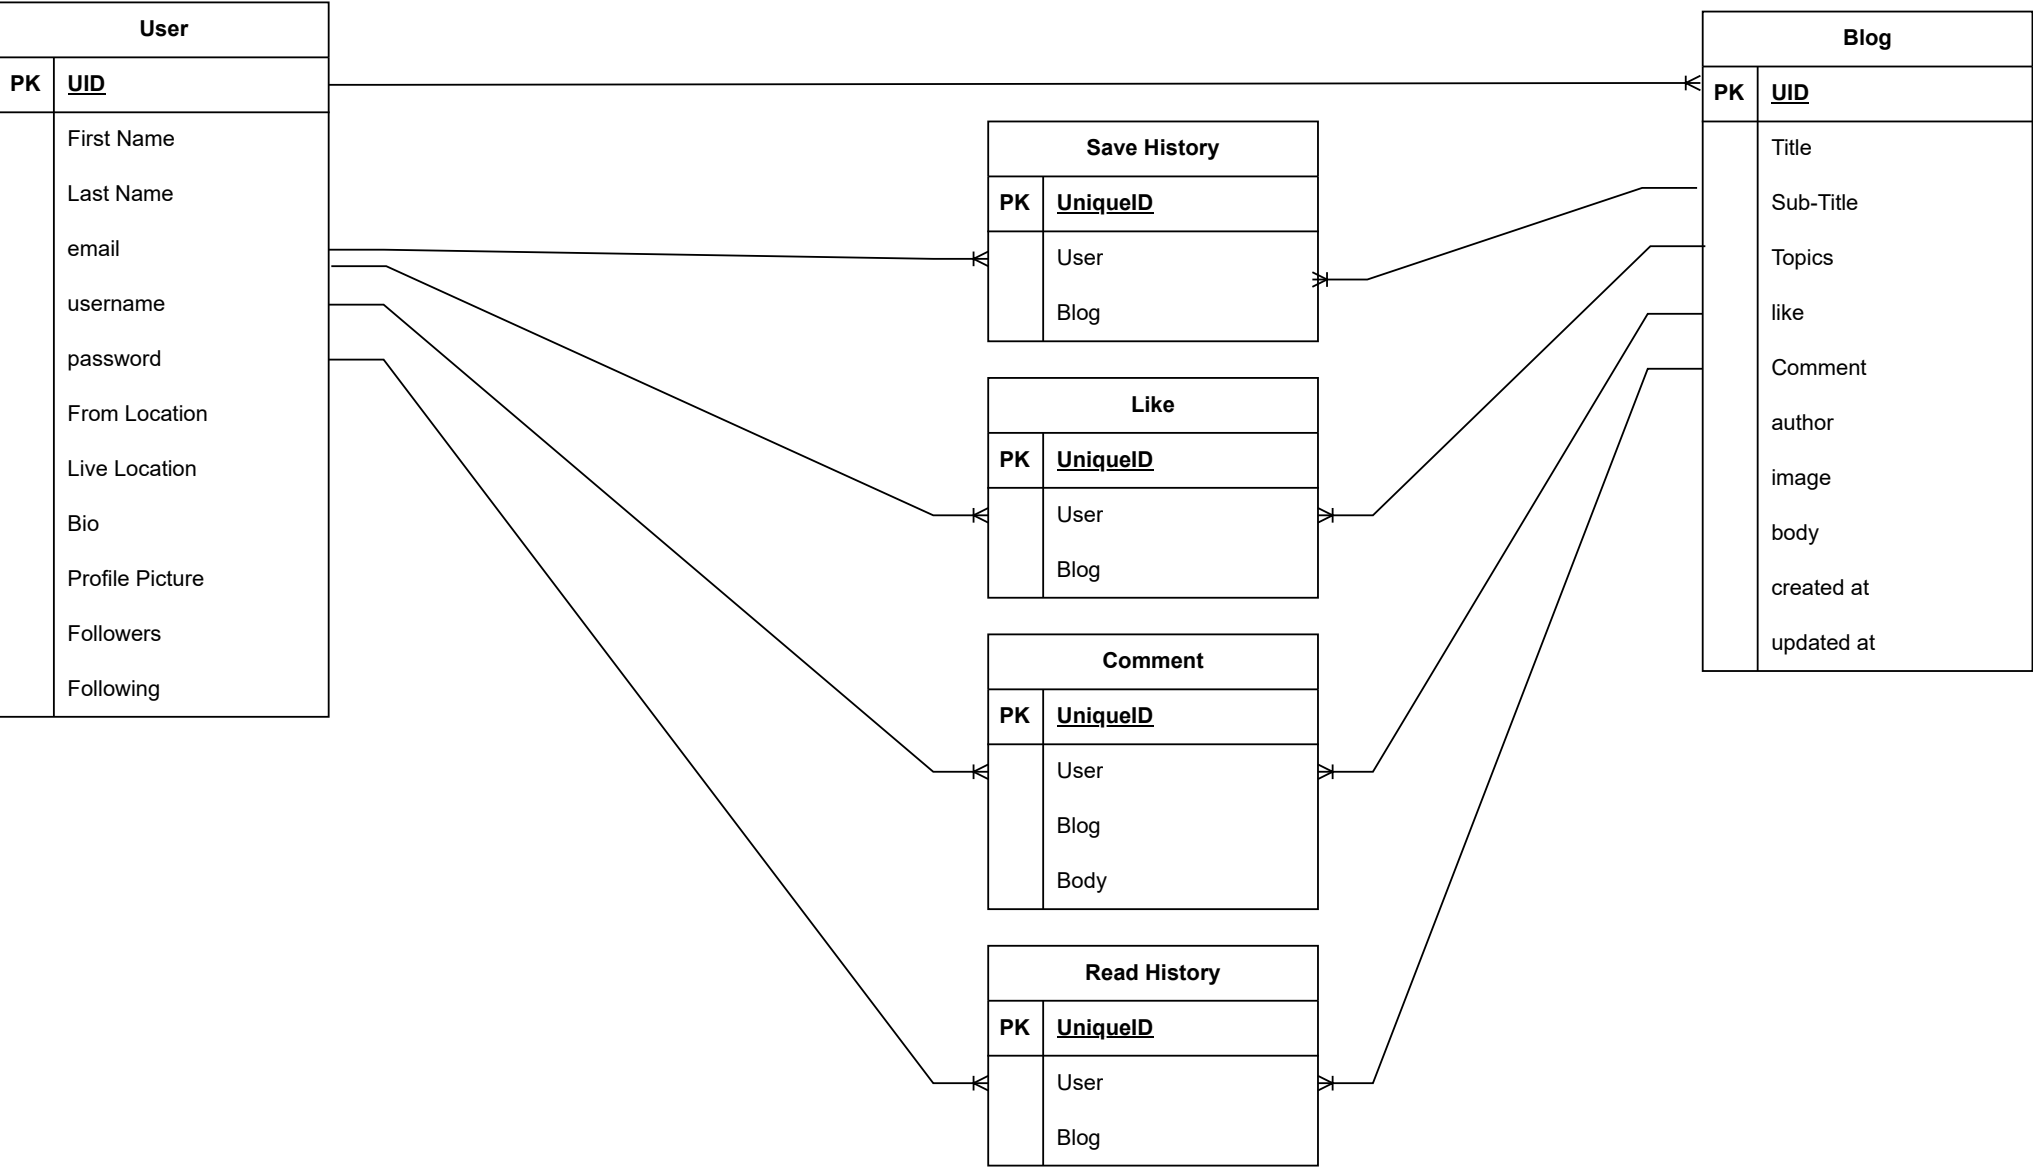 User
PK UID
First Name
Last Name
email
username
password
From Location
Live Location
Bio
Profile Picture
Followers
Following
Save History
PK UniqueID
User
Blog
Like
PK UniqueID
User
Blog
Comment
PK UniqueID
User
Blog
Body
Read History
PK UniqueID
User
Blog
Blog
PK UID
Title
Sub-Title
Topics
like
Comment
author
image
body
created at
updated at